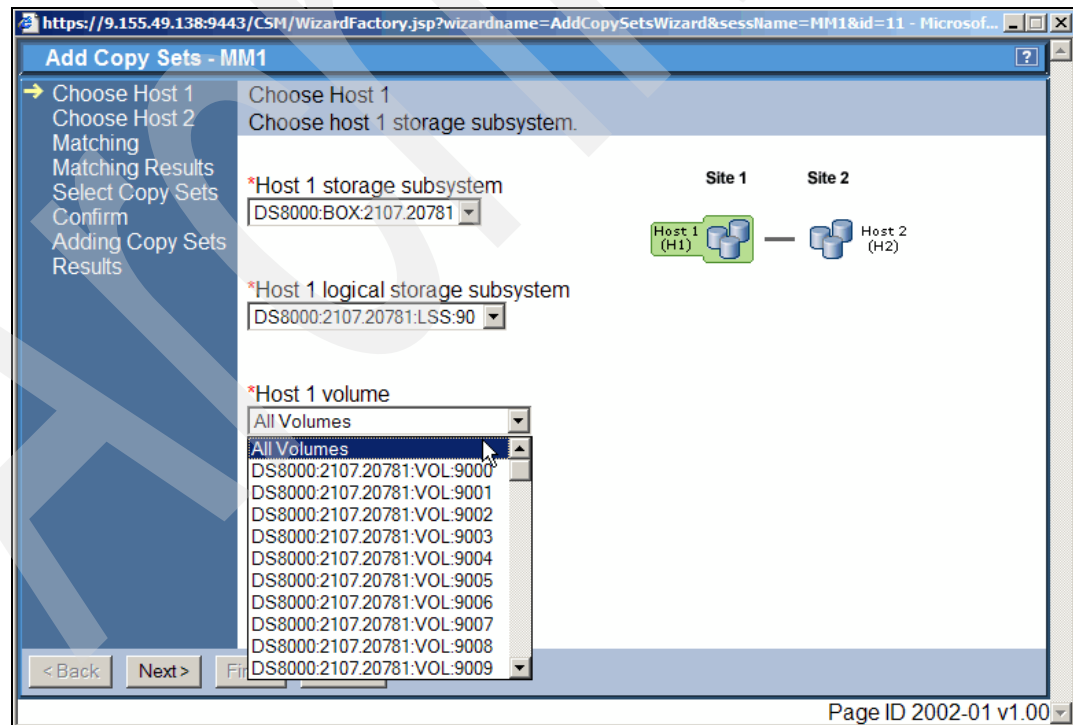 https://9.155.49.138:9443/CSM/WizardFactory.jsp?wizardname=AddCopySetsWizard&sessName=MM1&id=11 - Microsof...
Add Copy Sets - MM1
?
Choose Host 1
Choose Host 2
Matching
Matching Results
Select Copy Sets
Confirm
Adding Copy Sets
Results
Choose Host 1
Choose host 1 storage subsystem.
*Host 1 storage subsystem
DS8000:BOX:2107.20781
*Host 1 logical storage subsystem
DS8000:2107.20781:LSS:90
*Host 1 volume
All Volumes
All Volumes
DS8000:2107.20781:VOL:9000
DS8000:2107.20781:VOL:9001
DS8000:2107.20781:VOL:9002
DS8000:2107.20781:VOL:9003
DS8000:2107.20781:VOL:9004
DS8000:2107.20781:VOL:9005
DS8000:2107.20781:VOL:9006
DS8000:2107.20781:VOL:9007
DS8000:2107.20781:VOL:9008
DS8000:2107.20781:VOL:9009
Site 1 Site 2
Host 1
(H1)
Host 2
(H2)
<Back Next>
Page ID 2002-01 v1.00